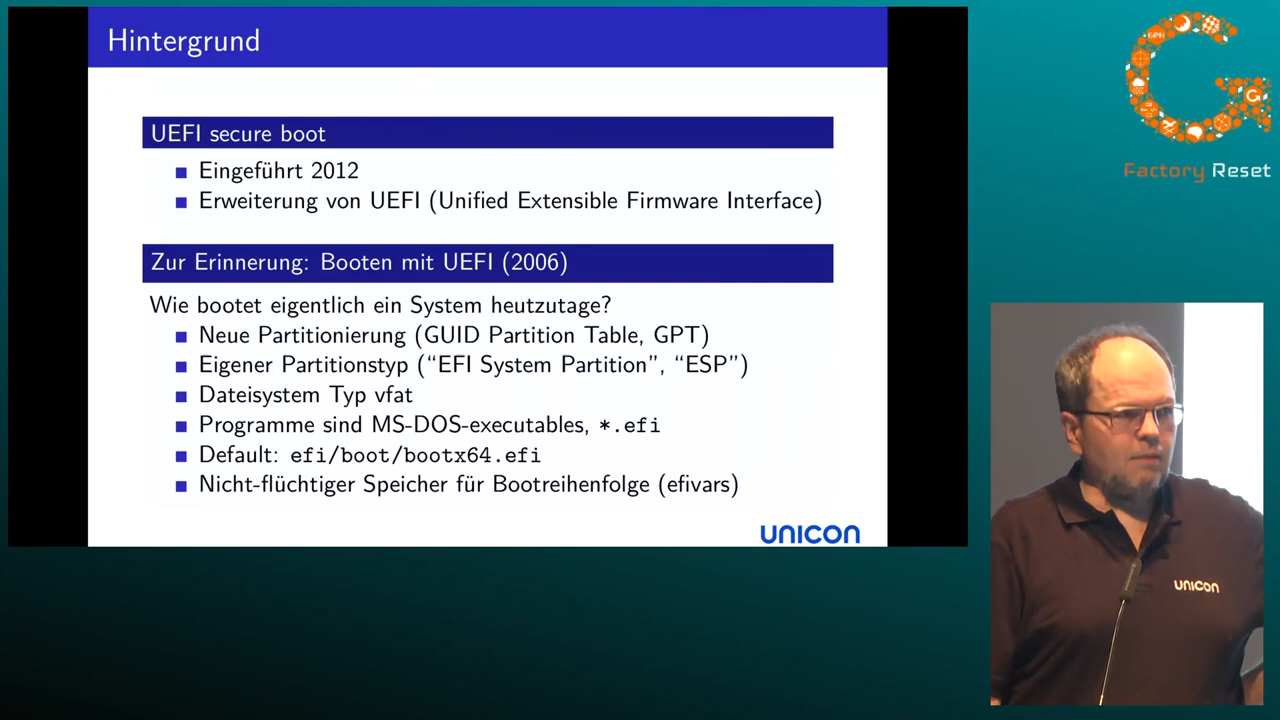 Hintergrund
UEFI secure boot
Eingeführt 2012
Erweiterung von UEFI (Unified Extensible Firmware Interface)
Zur Erinnerung: Booten mit UEFI (2006)
Wie bootet eigentlich ein System heutzutage?
Neue Partitionierung (GUID Partition Table, GPT)
Eigener Partitionstyp (“EFI System Partition”, “ESP”)
Dateisystem Typ vfat
Programme sind MS-DOS-executables, *.efi
Default: efi/boot/bootx64.efi
Nicht-flüchtiger Speicher für Bootreihenfolge (efivars)
UNICON
GPN
G
Factory Reset
UNICON